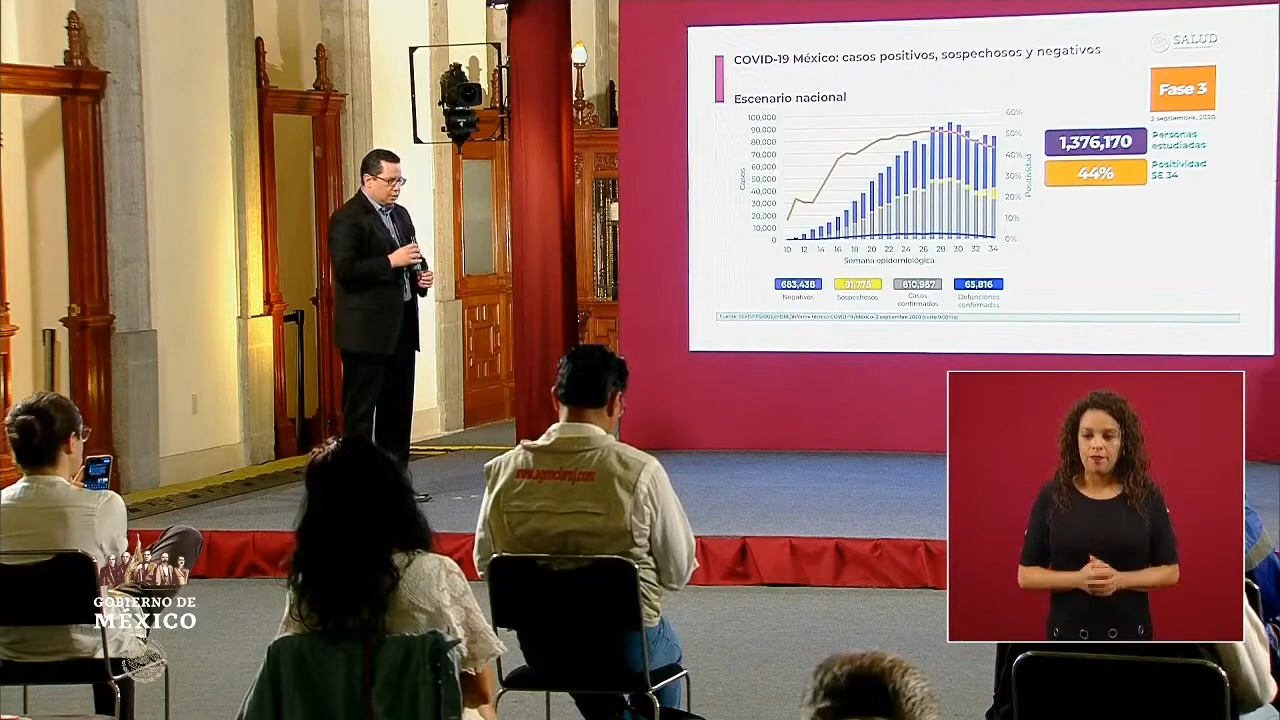 COVID-19 México: casos positivos, sospechosos y negativos
SALUD
Escenario nacional
Fase 3
2 septiembre, 2020
1,376,170
Personas estudiadas
44%
Positividad SE 34
100,000
90,000
80,000
70,000
60,000
50,000
40,000
30,000
20,000
10,000
0
Casos
60%
50%
40%
30%
20%
10%
0%
Positividad
10 12 14 16 18 20 22 24 26 28 30 32 34
Semana epidemiológica
683,438
Negativos
81,775
Sospechosos
610,957
Casos confirmados
65,816
Defunciones confirmadas
GOBIERNO DE
MÉXICO